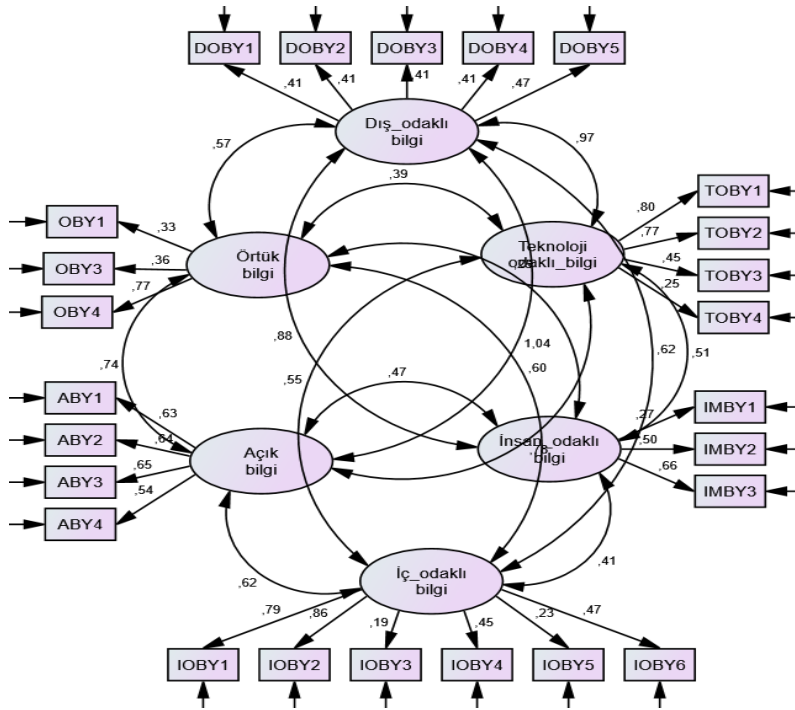 DOBY1 DOBY2 DOBY3 DOBY4 DOBY5
,41 ,41 ,41 ,41 ,47
Dış_odaklı
bilgi
,57 ,39 ,97
OBY1
OBY3
OBY4
,33
,36
,77
Örtük
bilgi
Teknoloji
odaklı_bilgi
TOBY1
TOBY2
TOBY3
TOBY4
,80
,77
,45
,25
,88
,55
1,04
,60
,62
,51
,74
,47
ABY1
ABY2
ABY3
ABY4
,63
,64
,65
,54
Açık
bilgi
İnsan_odaklı
bilgi
IMBY1
IMBY2
IMBY3
,27
,50
,66
,62
,41
İç_odaklı
bilgi
,79 ,86 ,19 ,45 ,23 ,47
IOBY1 IOBY2 IOBY3 IOBY4 IOBY5 IOBY6